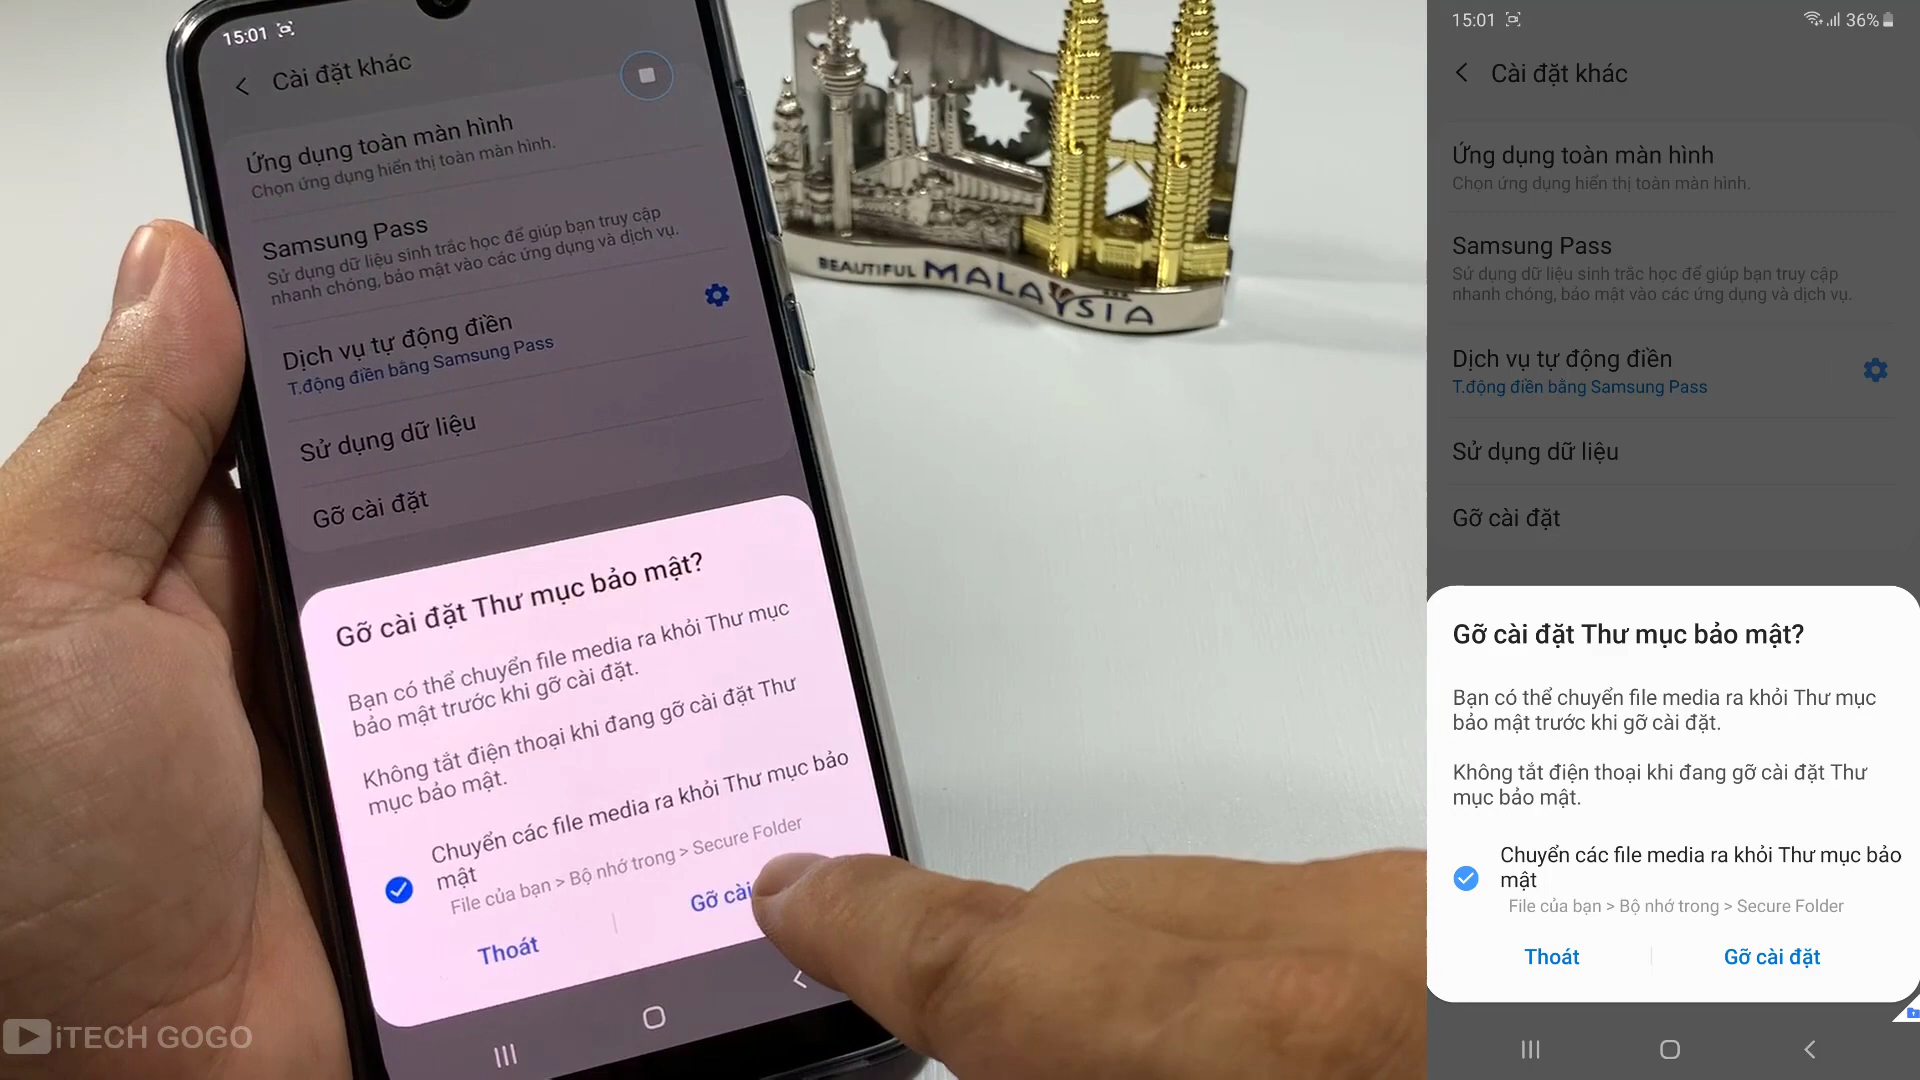 15:01
Cài đặt khác
Ứng dụng toàn màn hình
Chọn ứng dụng hiển thị toàn màn hình.
Samsung Pass
Sử dụng dữ liệu sinh trắc học để giúp bạn truy cập
nhanh chóng, bảo mật vào các ứng dụng và dịch vụ.
Dịch vụ tự động điền
T.động điền bằng Samsung Pass
Sử dụng dữ liệu
Gỡ cài đặt
Gỡ cài đặt Thư mục bảo mật?
Bạn có thể chuyển file media ra khỏi Thư mục
bảo mật trước khi gỡ cài đặt.
Không tắt điện thoại khi đang gỡ cài đặt Thư
mục bảo mật.
Chuyển các file media ra khỏi Thư mục bảo
mật
File của bạn > Bộ nhớ trong > Secure Folder
Thoát
Gỡ cài
BEAUTIFUL MALAYSIA
iTECH GOGO
15:01 36%
Cài đặt khác
Ứng dụng toàn màn hình
Chọn ứng dụng hiển thị toàn màn hình.
Samsung Pass
Sử dụng dữ liệu sinh trắc học để giúp bạn truy cập
nhanh chóng, bảo mật vào các ứng dụng và dịch vụ.
Dịch vụ tự động điền
T.động điền bằng Samsung Pass
Sử dụng dữ liệu
Gỡ cài đặt
Gỡ cài đặt Thư mục bảo mật?
Bạn có thể chuyển file media ra khỏi Thư mục
bảo mật trước khi gỡ cài đặt.
Không tắt điện thoại khi đang gỡ cài đặt Thư
mục bảo mật.
Chuyển các file media ra khỏi Thư mục bảo
mật
File của bạn > Bộ nhớ trong > Secure Folder
Thoát
Gỡ cài đặt